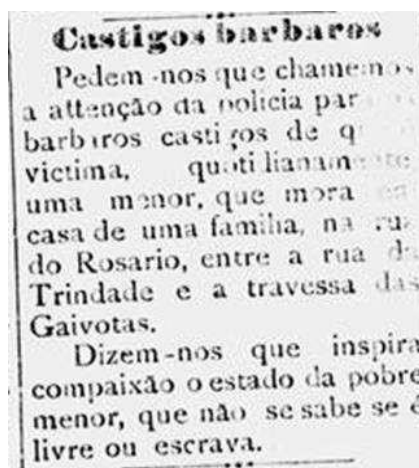 Castigos barbaros
Pedem-nos que chamemos
a attenção da policia par
barbaros castigos de q
victima, quotidianamente
uma menor, que mora em
casa de uma familia, na rua
do Rosario, entre a rua da
Trindade e a travessa das
Gaivotas.
Dizem-nos que inspira
compaixão o estado da pobre
menor, que não se sabe se é
livre ou escrava.